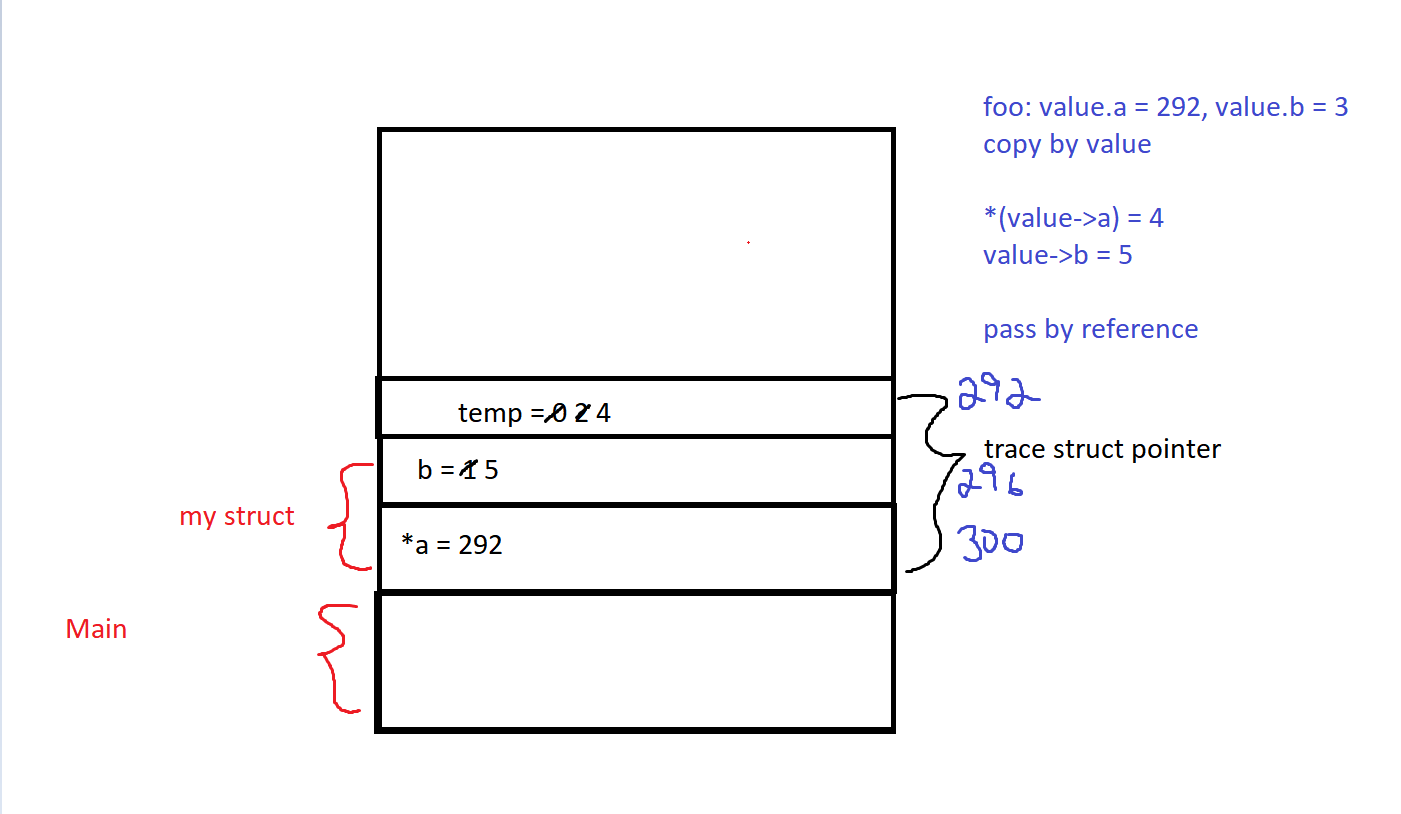 foo: value.a = 292, value.b = 3
copy by value
*(value->a) = 4
value->b = 5
pass by reference
292
temp = 0 2 4
trace struct pointer
b = 1 5
296
my struct
*a = 292
300
Main